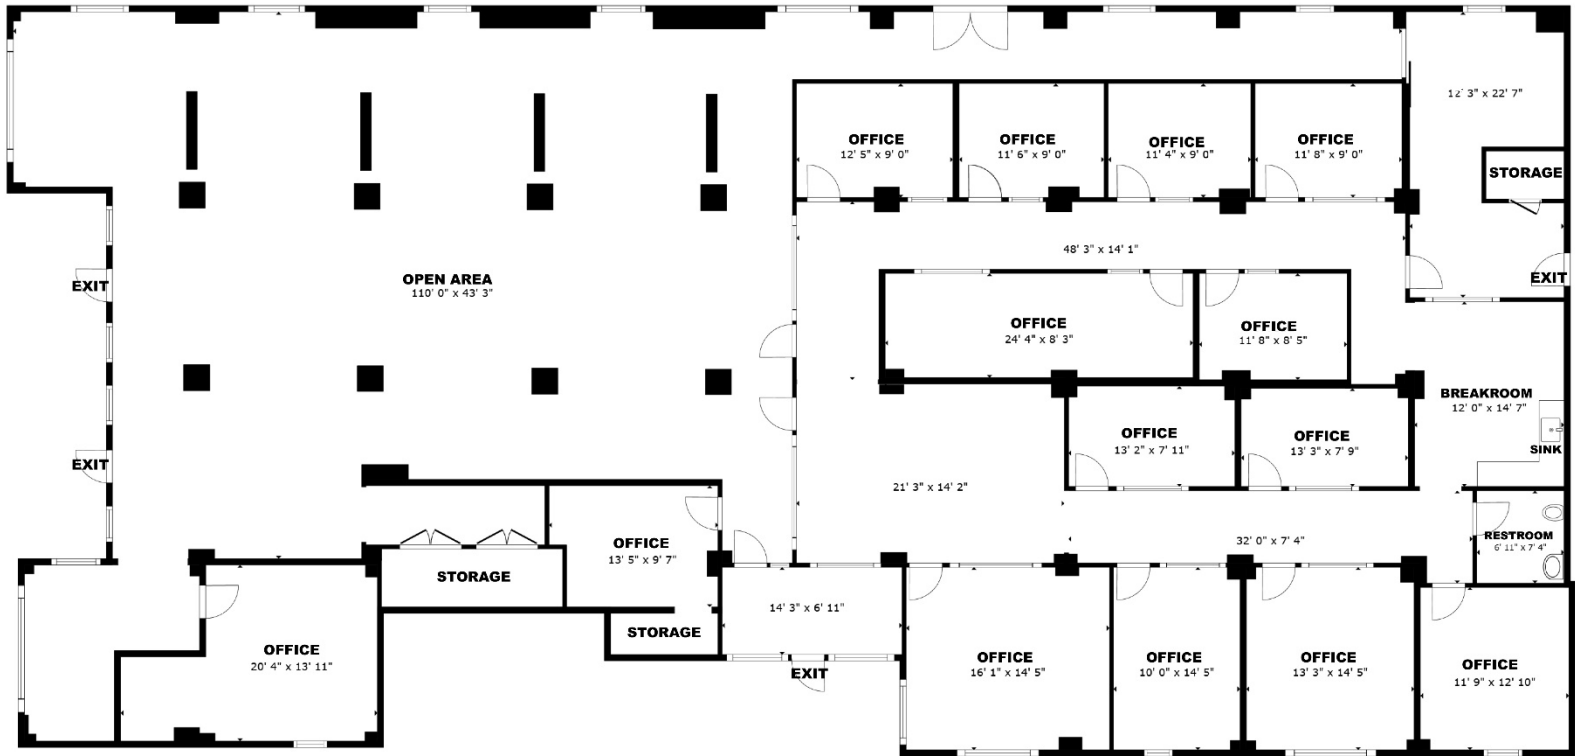 12' 3" x 22' 7"
OFFICE
12' 5" x 9' 0"
OFFICE
11' 6" x 9' 0"
OFFICE
11' 4" x 9' 0"
OFFICE
11' 8" x 9' 0"
STORAGE
48' 3" x 14' 1"
EXIT
OPEN AREA
110' 0" x 43' 3"
EXIT
OFFICE
24' 4" x 8' 3"
OFFICE
11' 8" x 8' 5"
BREAKROOM
12' 0" x 14' 7"
SINK
OFFICE
13' 2" x 7' 11"
OFFICE
13' 3" x 7' 9"
EXIT
21' 3" x 14' 2"
OFFICE
13' 5" x 9' 7"
32' 0" x 7' 4"
RESTROOM
6' 11" x 7' 4"
STORAGE
14' 3" x 6' 11"
STORAGE
OFFICE
20' 4" x 13' 11"
EXIT
OFFICE
16' 1" x 14' 5"
OFFICE
10' 0" x 14' 5"
OFFICE
13' 3" x 14' 5"
OFFICE
11' 9" x 12' 10"